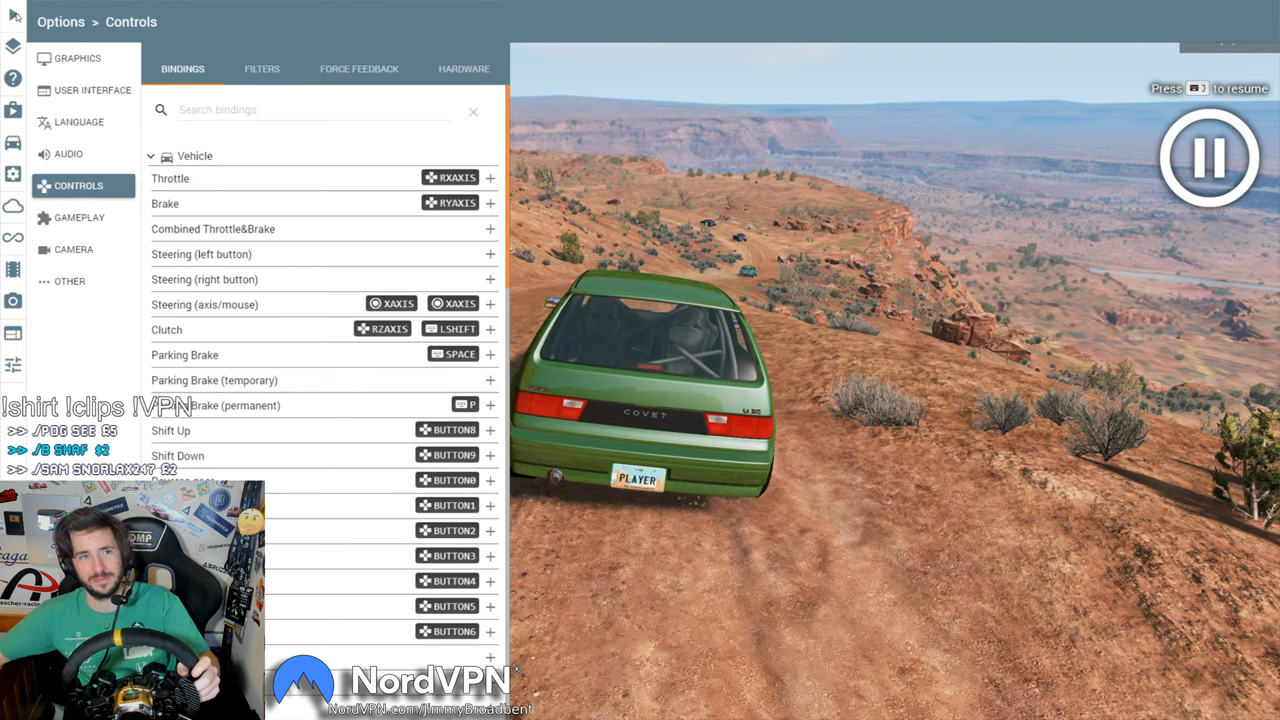 Options > Controls
GRAPHICS
USER INTERFACE
LANGUAGE
AUDIO
CONTROLS
GAMEPLAY
CAMERA
OTHER
BINDINGS FILTERS FORCE FEEDBACK HARDWARE
Search bindings
Vehicle
Throttle RXAXIS +
Brake RYAXIS +
Combined Throttle&Brake +
Steering (left button) +
Steering (right button) +
Steering (axis/mouse) XAXIS XAXIS +
Clutch RZAXIS LSHIFT +
Parking Brake SPACE +
Parking Brake (temporary) +
Brake (permanent) P +
Shift Up BUTTON8 +
Shift Down BUTTON9 +
BUTTON0 +
BUTTON1 +
BUTTON2 +
BUTTON3 +
BUTTON4 +
BUTTON5 +
BUTTON6 +
+
!shirt !clips !VPN
>> ./POG SEE £5
>> ./B SHAF $2
>> ./SAM SNORLAX247 £2
Press J to resume
COVET
PLAYER
OMP
NordVPN
NordVPN.com/JimmyBroadbent